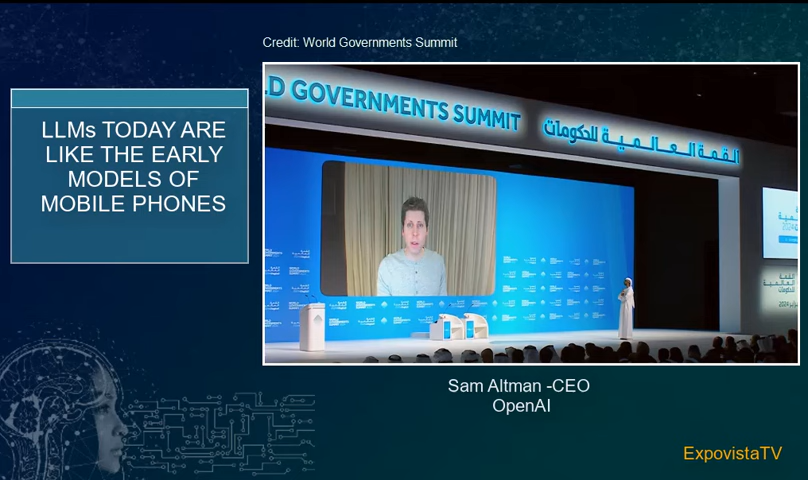 Credit: World Governments Summit
LLMs TODAY ARE
LIKE THE EARLY
MODELS OF
MOBILE PHONES
LD GOVERNMENTS SUMMIT
القمة العالمية للحكومات
Sam Altman -CEO
OpenAI
ExpovistaTV